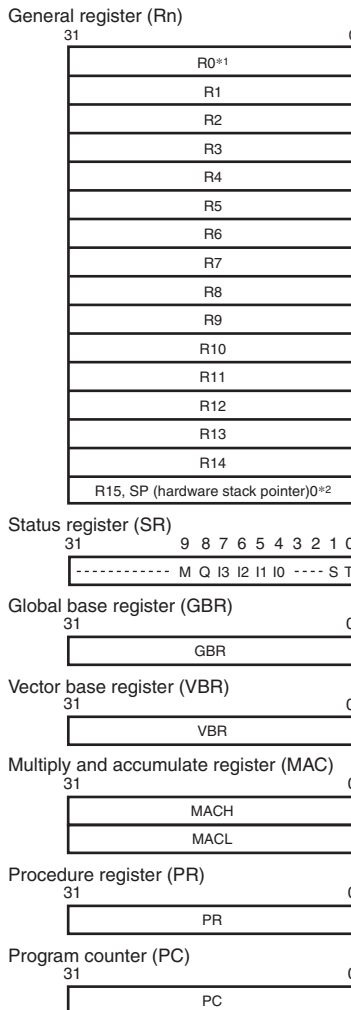 General register (Rn)
31 0
R0*1
R1
R2
R3
R4
R5
R6
R7
R8
R9
R10
R11
R12
R13
R14
R15, SP (hardware stack pointer)0*2
Status register (SR)
31 9 8 7 6 5 4 3 2 1 0
------------ M Q I3 I2 I1 I0 ---- S T
Global base register (GBR)
31 0
GBR
Vector base register (VBR)
31 0
VBR
Multiply and accumulate register (MAC)
31 0
MACH
MACL
Procedure register (PR)
31 0
PR
Program counter (PC)
31 0
PC